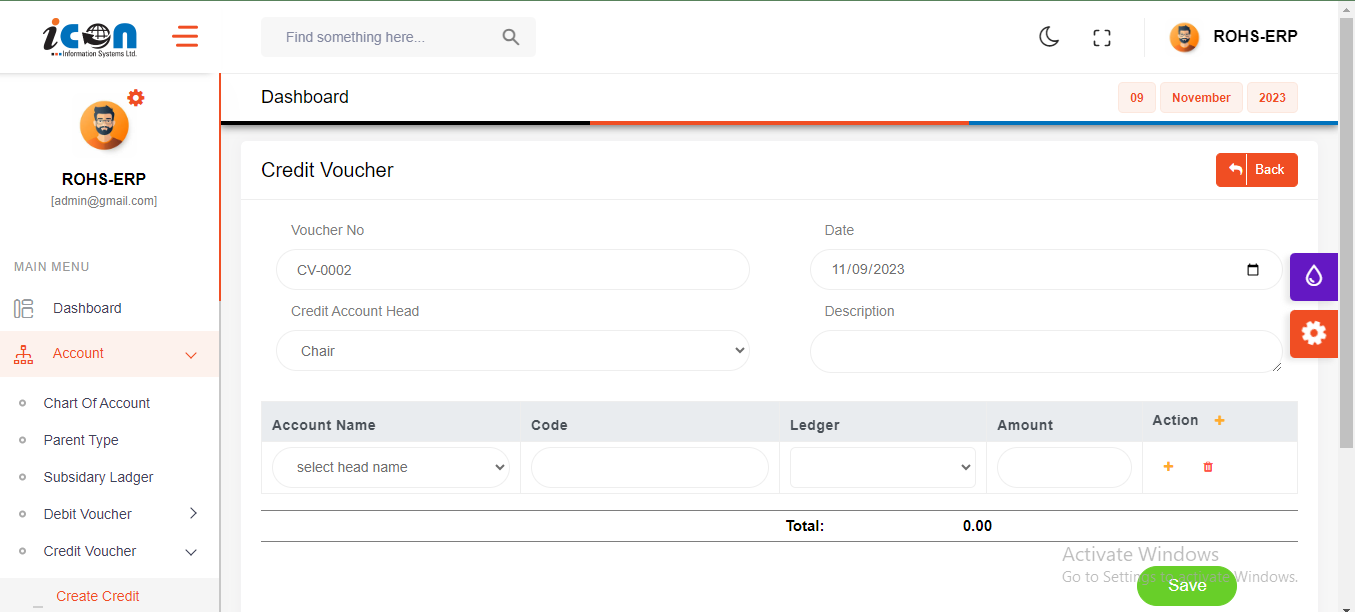 icon
Information Systems Ltd.
Find something here...
ROHS-ERP
ROHS-ERP
[admin@gmail.com]
MAIN MENU
Dashboard
Account
Chart Of Account
Parent Type
Subsidary Ladger
Debit Voucher
Credit Voucher
Create Credit
Dashboard
09 November 2023
Credit Voucher
Back
Voucher No
Date
CV-0002
11/09/2023
Credit Account Head
Description
Chair
Account Name Code Ledger Amount Action +
select head name
+
Total: 0.00
Activate Windows
Go to Settings to activate Windows.
Save